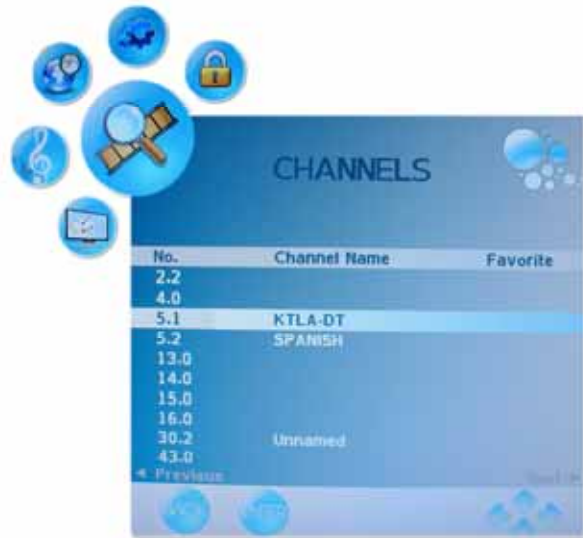 CHANNELS
No. Channel Name Favorite
2.2
4.0
5.1 KTLA-DT
5.2 SPANISH
13.0
14.0
15.0
16.0
30.2 Unnamed
43.0
◄ Previous